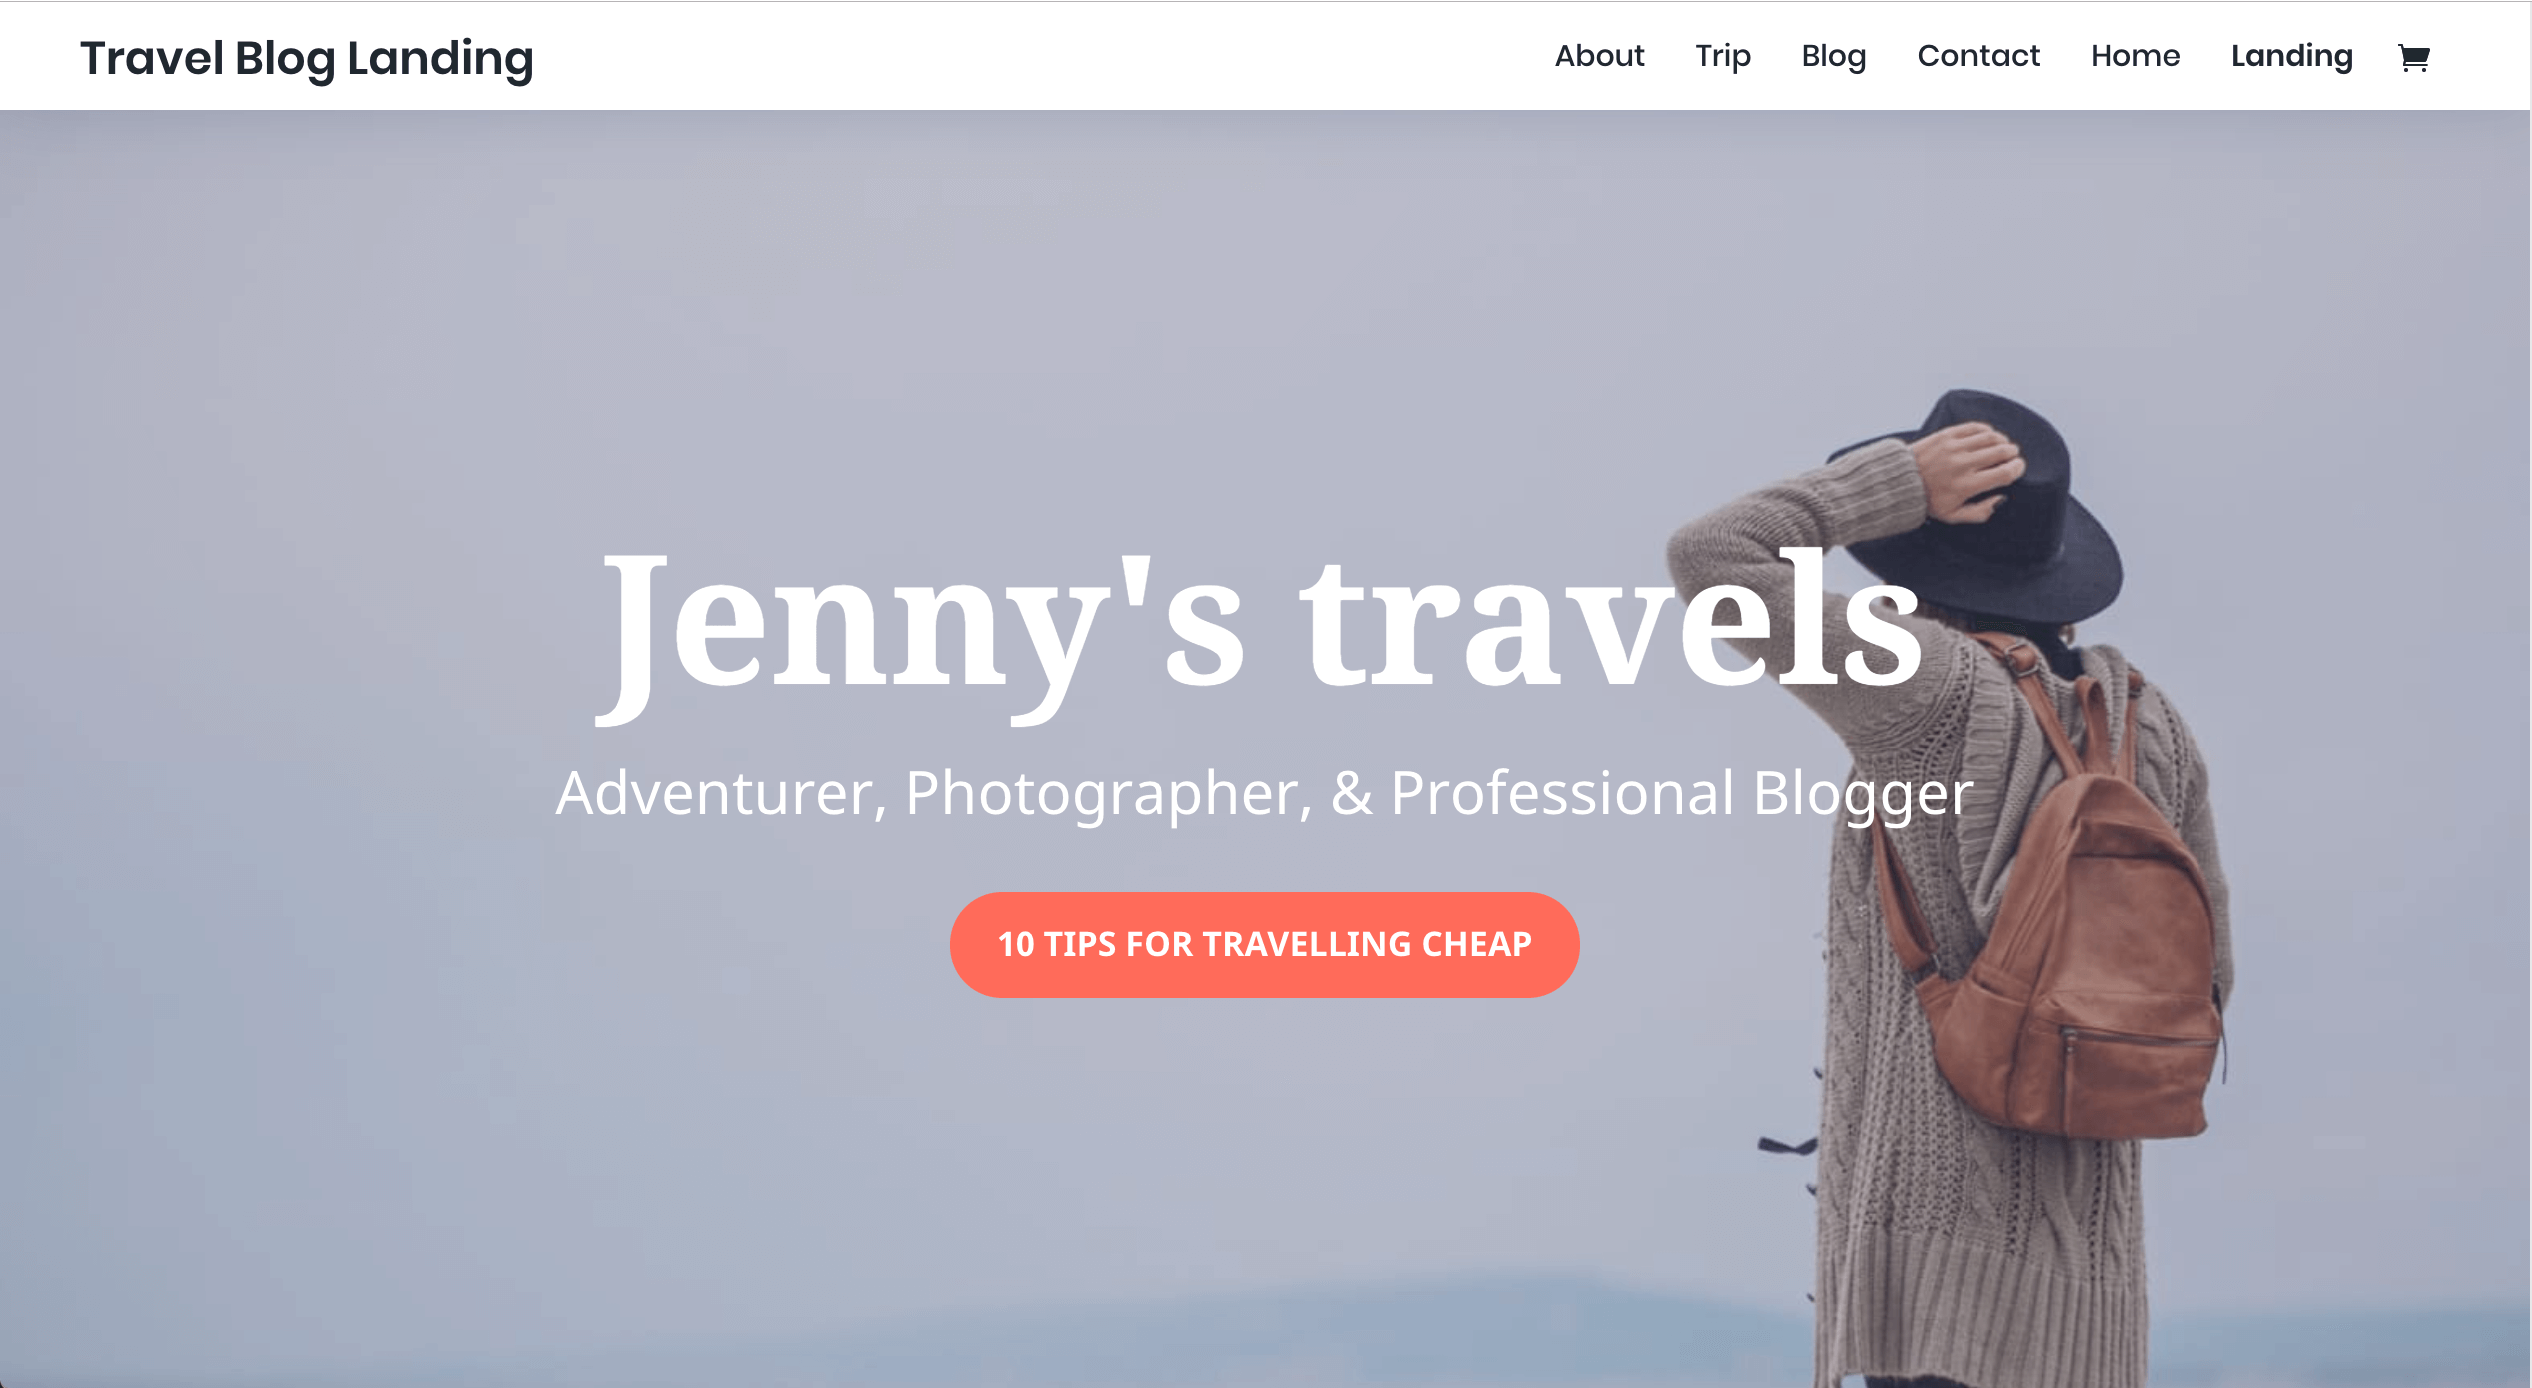 Travel Blog Landing
About Trip Blog Contact Home Landing
Jenny's travels
Adventurer, Photographer, & Professional Blogger
10 TIPS FOR TRAVELLING CHEAP